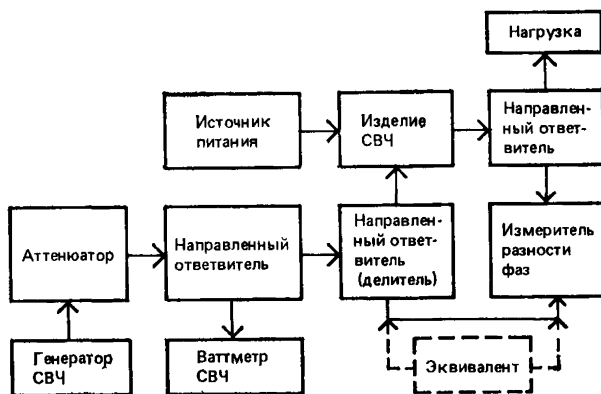 Нагрузка
Источник
питания
Изделие
СВЧ
Направлен-
ный ответ-
витель
Аттенюатор
Направленный
ответвитель
Направлен-
ный ответ-
витель
(делитель)
Измеритель
разности
фаз
Генератор
СВЧ
Ваттметр
СВЧ
Эквивалент